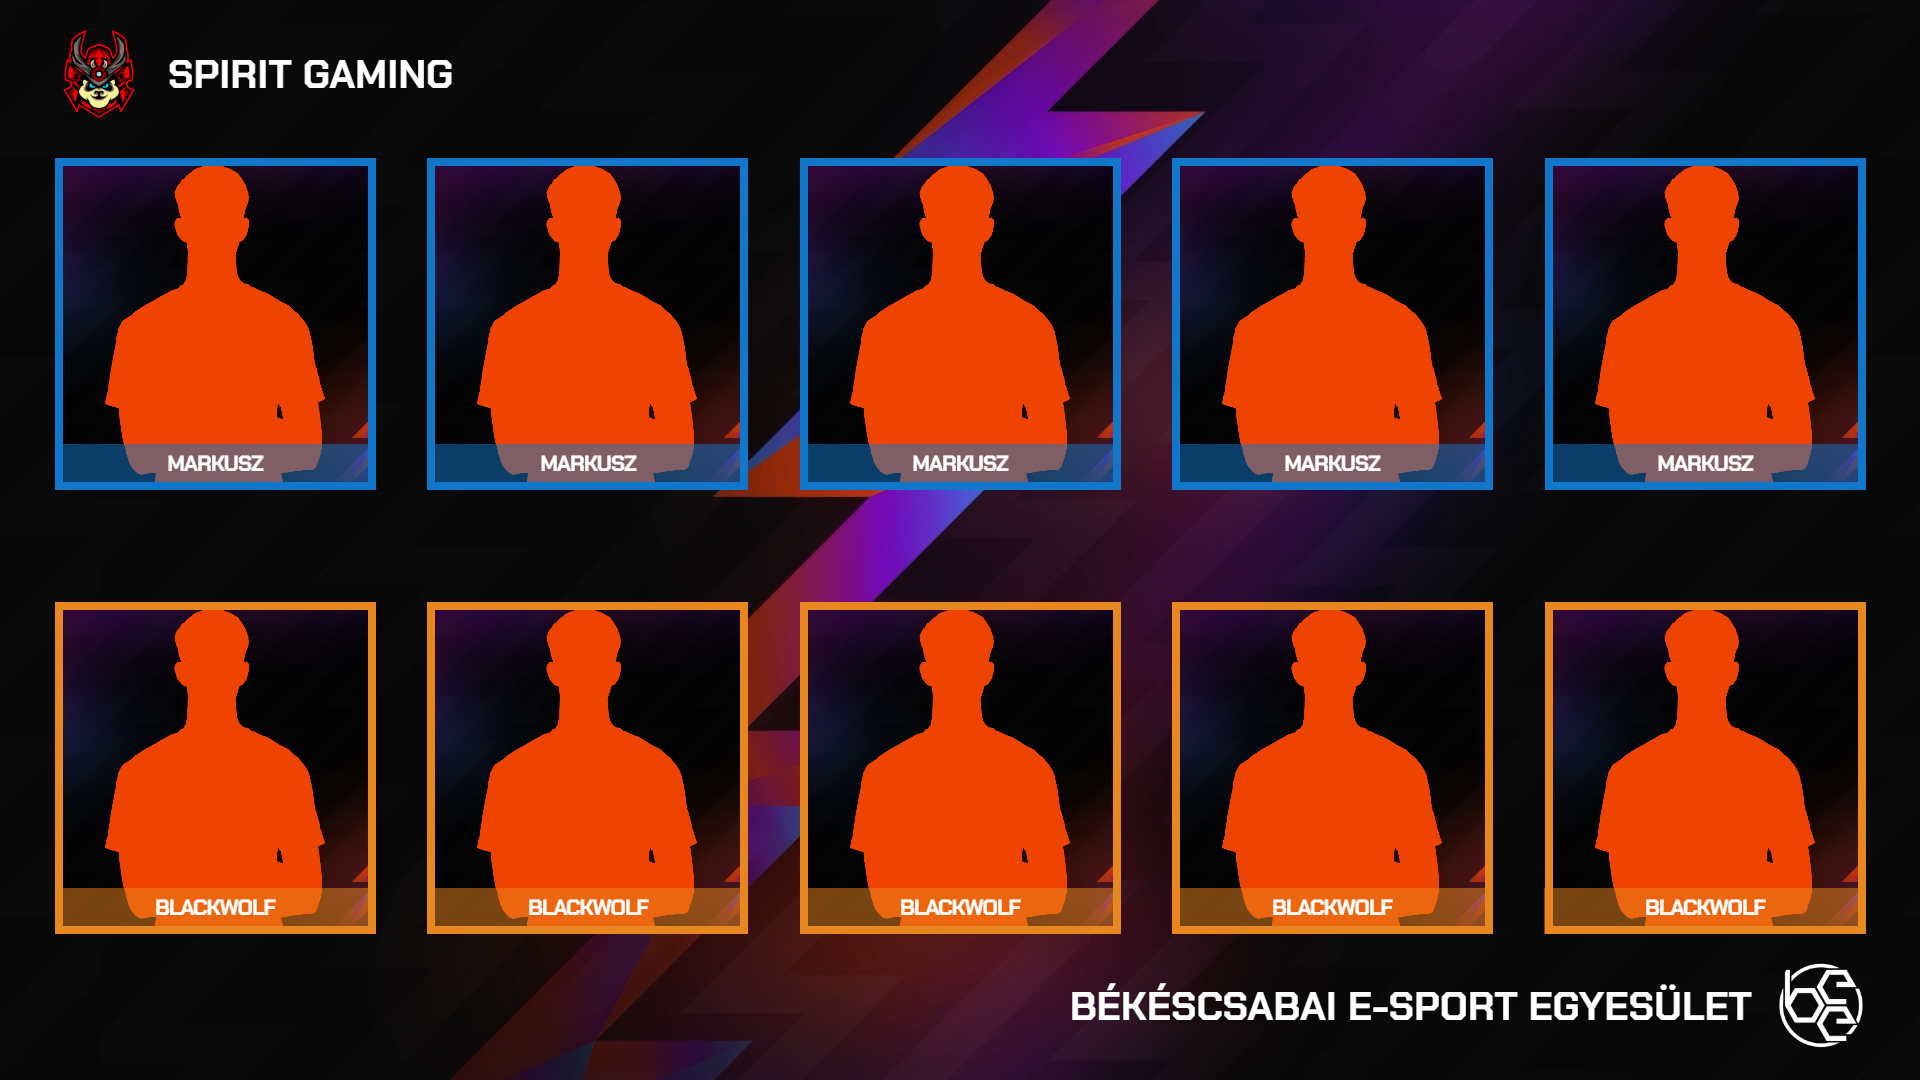 SPIRIT GAMING
MARKUSZ
MARKUSZ
MARKUSZ
MARKUSZ
MARKUSZ
BLACKWOLF
BLACKWOLF
BLACKWOLF
BLACKWOLF
BLACKWOLF
BÉKÉSCSABAI E-SPORT EGYESÜLET